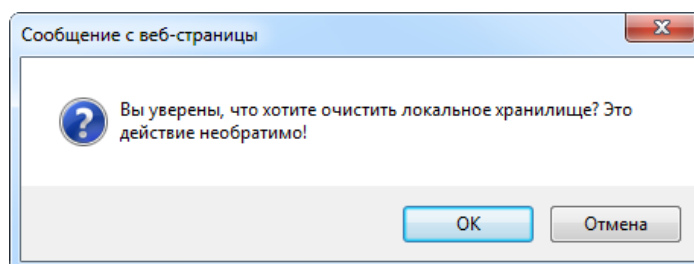 Сообщение с веб-страницы
Вы уверены, что хотите очистить локальное хранилище? Это
действие необратимо!
OK
Отмена